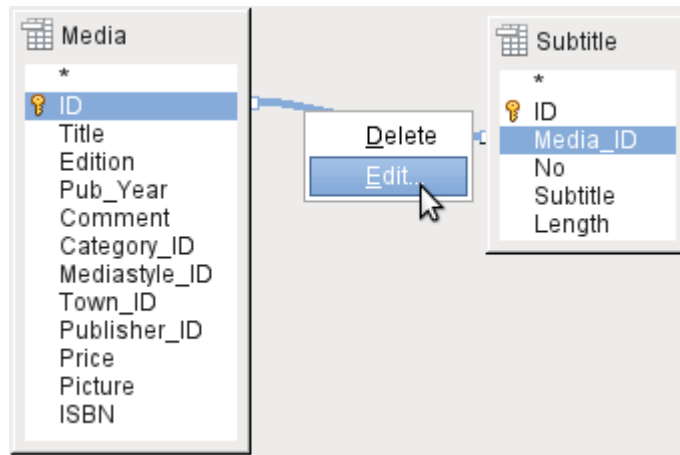 Media
*
ID
Title
Edition
Pub_Year
Comment
Category_ID
Mediastyle_ID
Town_ID
Publisher_ID
Price
Picture
ISBN
Delete
Edit...
Subtitle
*
ID
Media_ID
No
Subtitle
Length